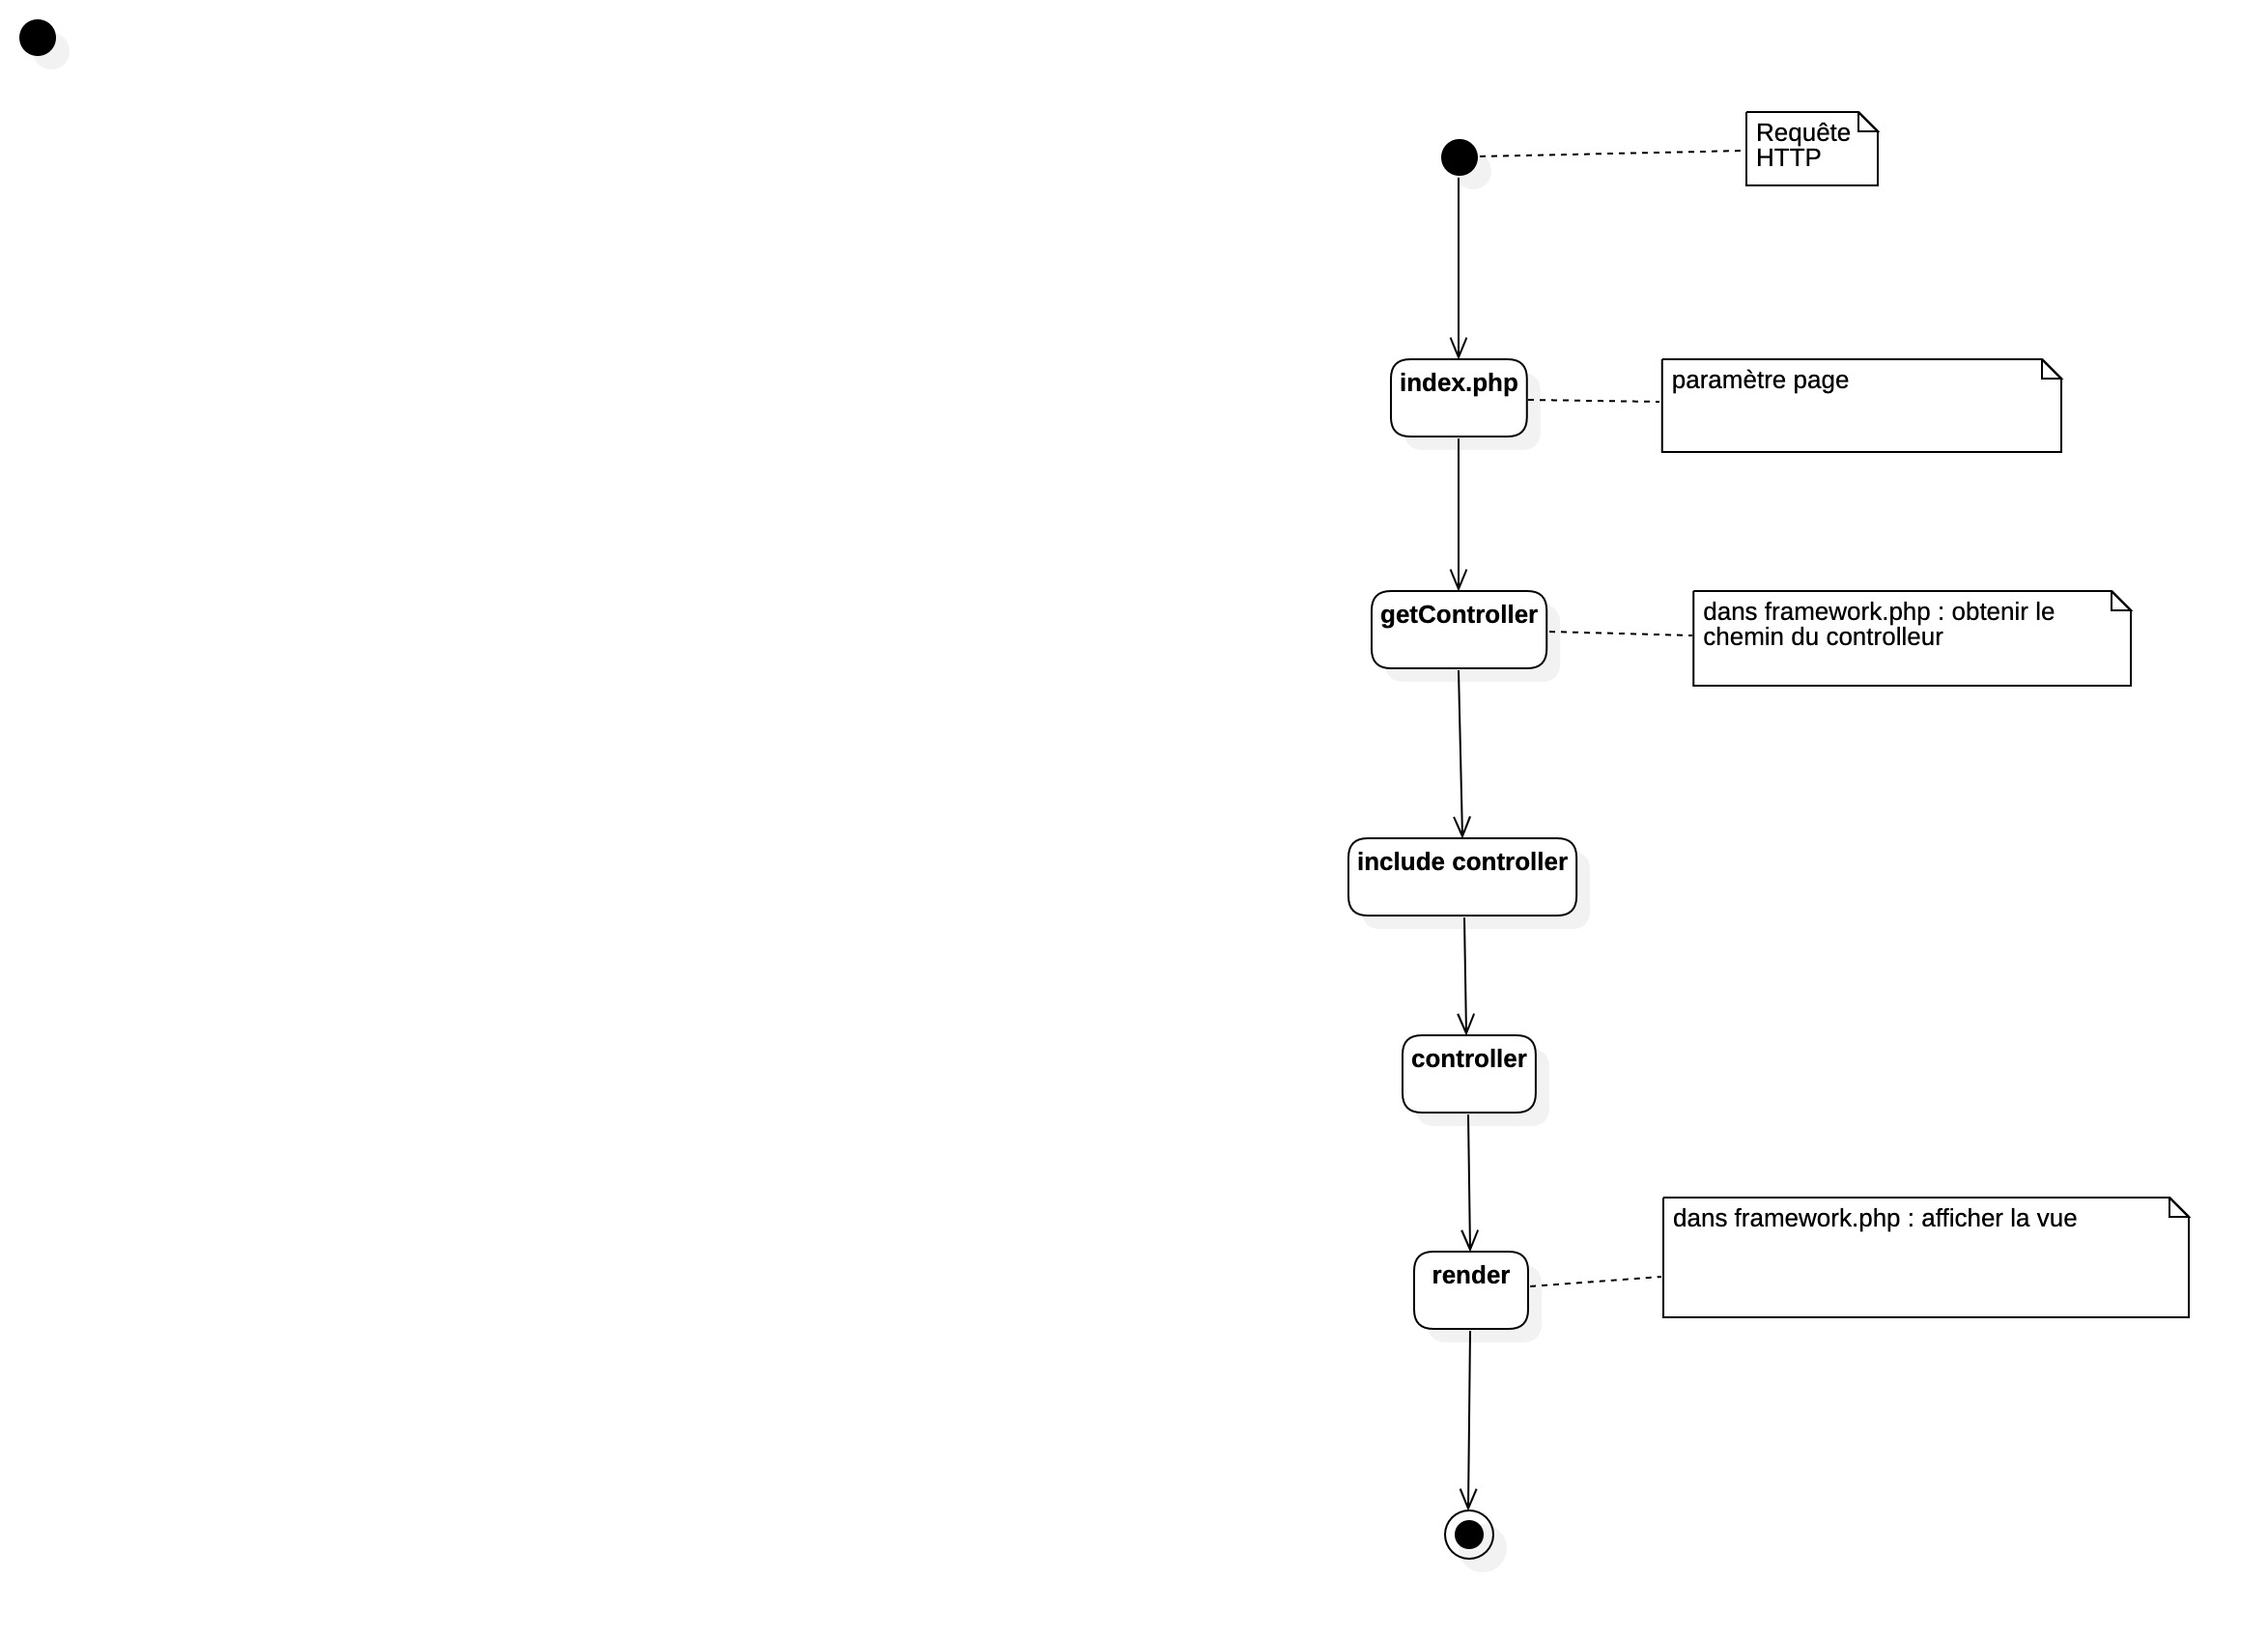 Requête
HTTP
index.php
paramètre page
getController
dans framework.php : obtenir le
chemin du controlleur
include controller
controller
dans framework.php : afficher la vue
render